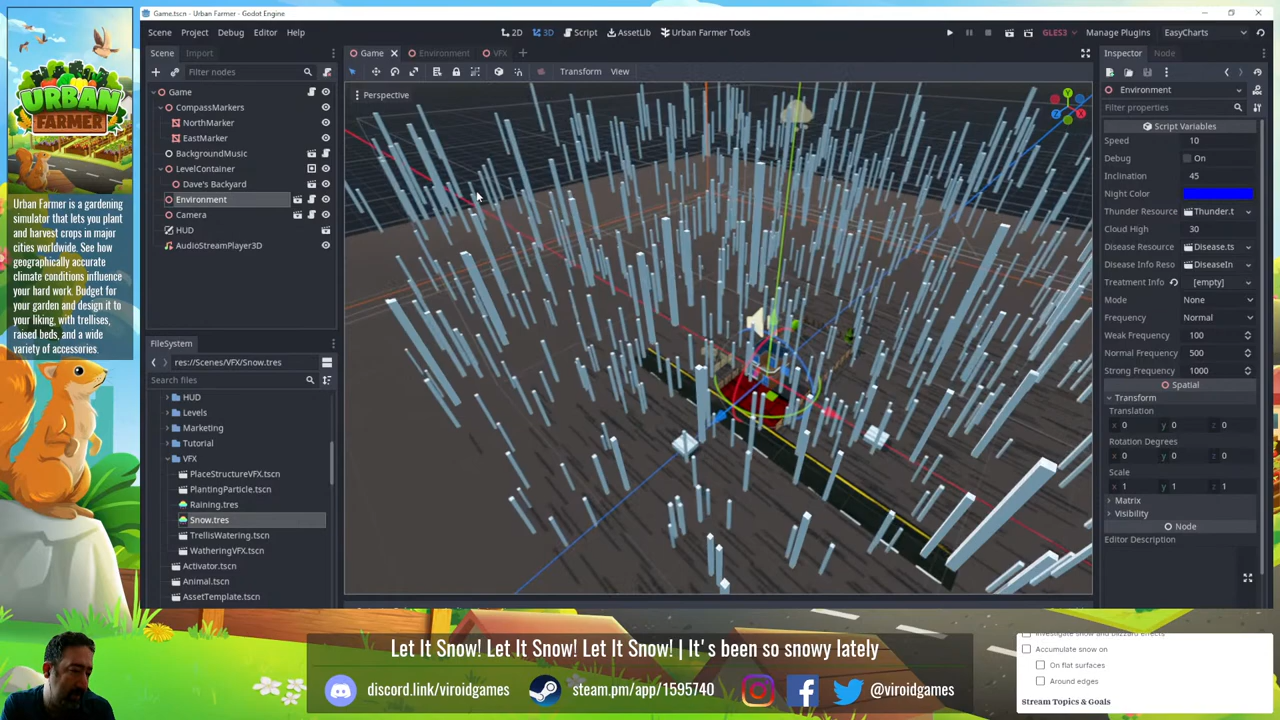 Game.tscn - Urban Farmer - Godot Engine
Scene Project Debug Editor Help
2D 3D Script AssetLib Urban Farmer Tools
GLES3 Manage Plugins EasyCharts
URBAN
FARMER
Urban Farmer is a gardening
simulator that lets you plant
and harvest crops in major
cities worldwide. See how
geographically accurate
climate conditions influence
your hard work. Budget for
your garden and design it to
your liking, with trellises,
raised beds, and a wide
variety of accessories.
Scene Import
Filter nodes
Game
CompassMarkers
NorthMarker
EastMarker
BackgroundMusic
LevelContainer
Dave's Backyard
Environment
Camera
HUD
AudioStreamPlayer3D
FileSystem
res://Scenes/VFX/Snow.tres
Search files
HUD
Levels
Marketing
Tutorial
VFX
PlaceStructureVFX.tscn
PlantingParticle.tscn
Raining.tres
Snow.tres
TrellisWatering.tscn
WatheringVFX.tscn
Activator.tscn
Animal.tscn
AssetTemplate.tscn
Game Environment VFX
Transform View
Perspective
Y
X
Z
Inspector Node
Environment
Filter properties
Script Variables
Speed 10
Debug On
Inclination 45
Night Color
Thunder Resource Thunder.t
Cloud High 30
Disease Resource Disease.ts
Disease Info Reso DiseaseIn
Treatment Info [empty]
Mode None
Frequency Normal
Weak Frequency 100
Normal Frequency 500
Strong Frequency 1000
Spatial
Transform
Translation
x 0 y 0 z 0
Rotation Degrees
x 0 y 0 z 0
Scale
x 1 y 1 z 1
Matrix
Visibility
Node
Editor Description
Let It Snow! Let It Snow! Let It Snow! | It's been so snowy lately
discord.link/viroidgames steam.pm/app/1595740 @viroidgames
Investigate snow and blizzard effects
Accumulate snow on
On flat surfaces
Around edges
Stream Topics & Goals